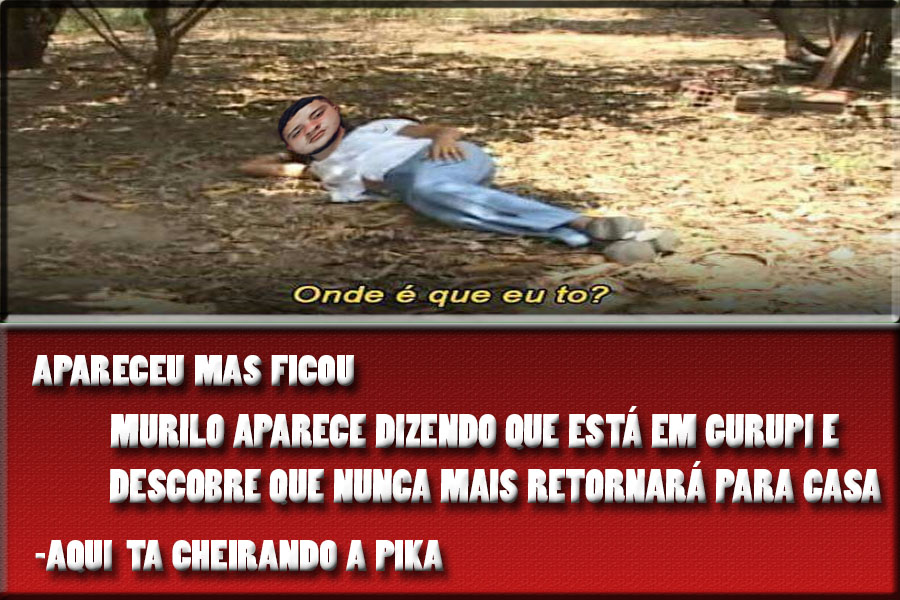 Onde é que eu to?
APARECEU MAS FICOU
MURILO APARECE DIZENDO QUE ESTÁ EM GURUPI E
DESCOBRE QUE NUNCA MAIS RETORNARÁ PARA CASA
-AQUI TA CHEIRANDO A PIKA